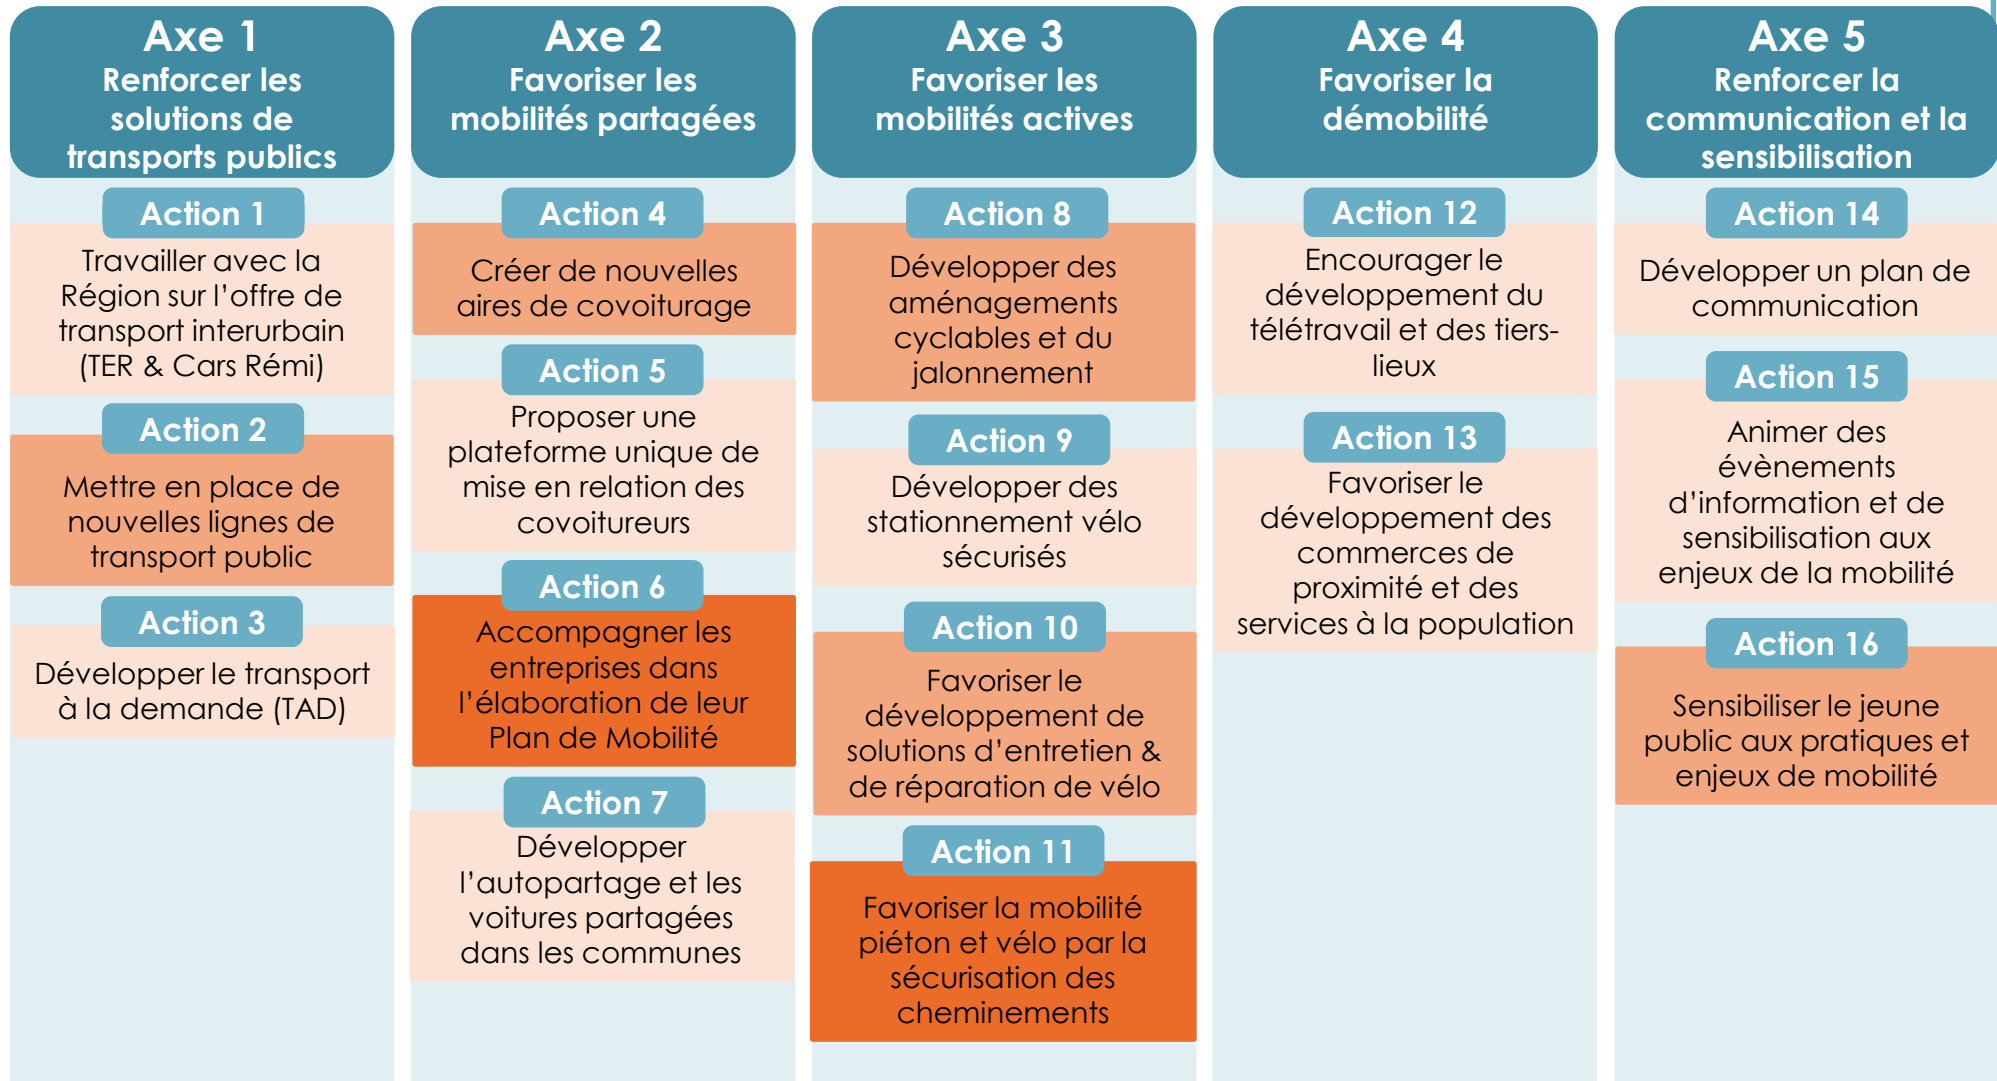 Axe 1
Renforcer les
solutions de
transports publics
Action 1
Travailler avec la
Région sur l'offre de
transport interurbain
(TER & Cars Rémi)
Action 2
Mettre en place de
nouvelles lignes de
transport public
Action 3
Développer le transport
à la demande (TAD)
Axe 2
Favoriser les
mobilités partagées
Action 4
Créer de nouvelles
aires de covoiturage
Action 5
Proposer une
plateforme unique de
mise en relation des
covoitureurs
Action 6
Accompagner les
entreprises dans
l'élaboration de leur
Plan de Mobilité
Action 7
Développer
l'autopartage et les
voitures partagées
dans les communes
Axe 3
Favoriser les
mobilités actives
Action 8
Développer des
aménagements
cyclables et du
jalonnement
Action 9
Développer des
stationnement vélo
sécurisés
Action 10
Favoriser le
développement de
solutions d'entretien &
de réparation de vélo
Action 11
Favoriser la mobilité
piéton et vélo par la
sécurisation des
cheminements
Axe 4
Favoriser la
démobilité
Action 12
Encourager le
développement du
télétravail et des tiers-
lieux
Action 13
Favoriser le
développement des
commerces de
proximité et des
services à la population
Axe 5
Renforcer la
communication et la
sensibilisation
Action 14
Développer un plan de
communication
Action 15
Animer des
évènements
d'information et de
sensibilisation aux
enjeux de la mobilité
Action 16
Sensibiliser le jeune
public aux pratiques et
enjeux de mobilité